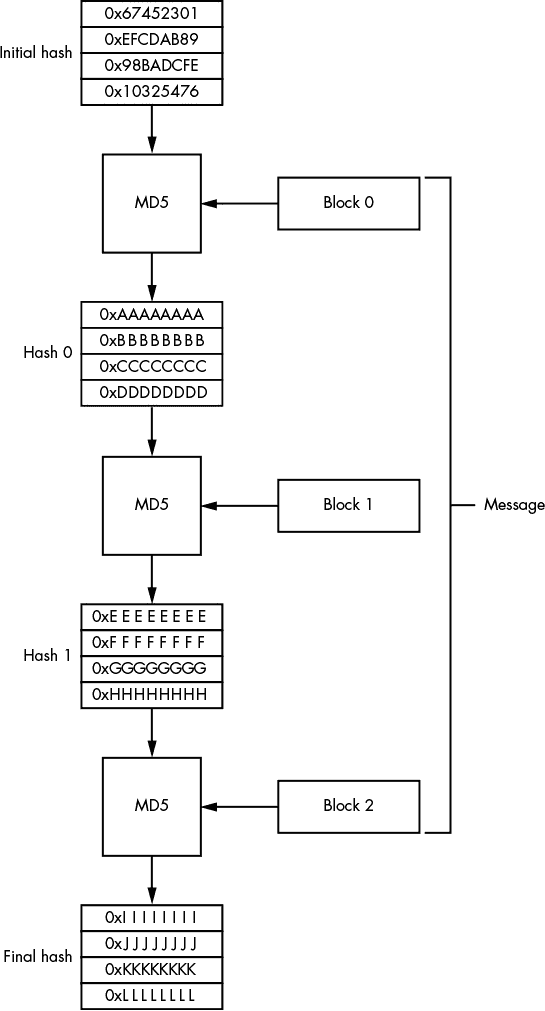 0x67452301
0xEFCDAB89
Initial hash
0x98BADCFE
0x10325476
MD5
Block 0
0xAAAAAAAA
0xBBBBBBBB
Hash 0
0xCCCCCCCC
0xDDDDDDDD
MD5
Block 1
Message
0xEEEEEEEE
0xFFFFFFFF
Hash 1
0xGGGGGGGG
0xHHHHHHHH
MD5
Block 2
0xIIIIIIII
0xJJJJJJJJ
Final hash
0xKKKKKKKK
0xLLLLLLLL